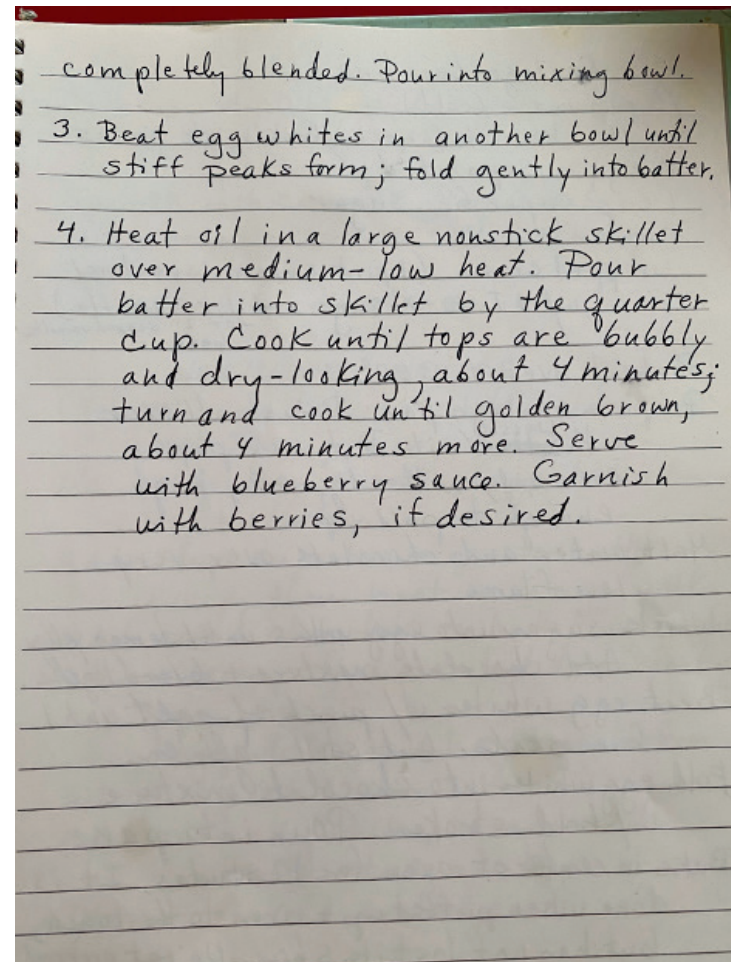 completely blended. Pour into mixing bowl.
3. Beat egg whites in another bowl until
stiff peaks form; fold gently into batter.
4. Heat oil in a large nonstick skillet
over medium-low heat. Pour
batter into skillet by the quarter
cup. Cook until tops are bubbly
and dry-looking, about 4 minutes;
turn and cook until golden brown,
about 4 minutes more. Serve
with blueberry sauce. Garnish
with berries, if desired.